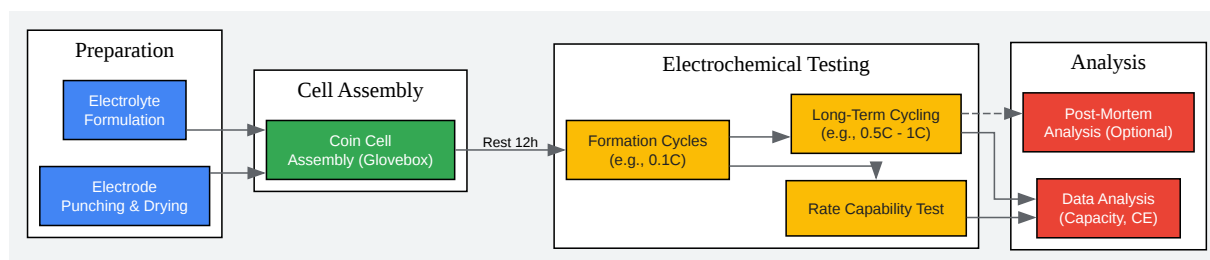 Preparation
Electrolyte
Formulation
Electrode
Punching & Drying
Cell Assembly
Coin Cell
Assembly (Glovebox)
Rest 12h
Electrochemical Testing
Formation Cycles
(e.g., 0.1C)
Long-Term Cycling
(e.g., 0.5C - 1C)
Rate Capability Test
Analysis
Post-Mortem
Analysis (Optional)
Data Analysis
(Capacity, CE)